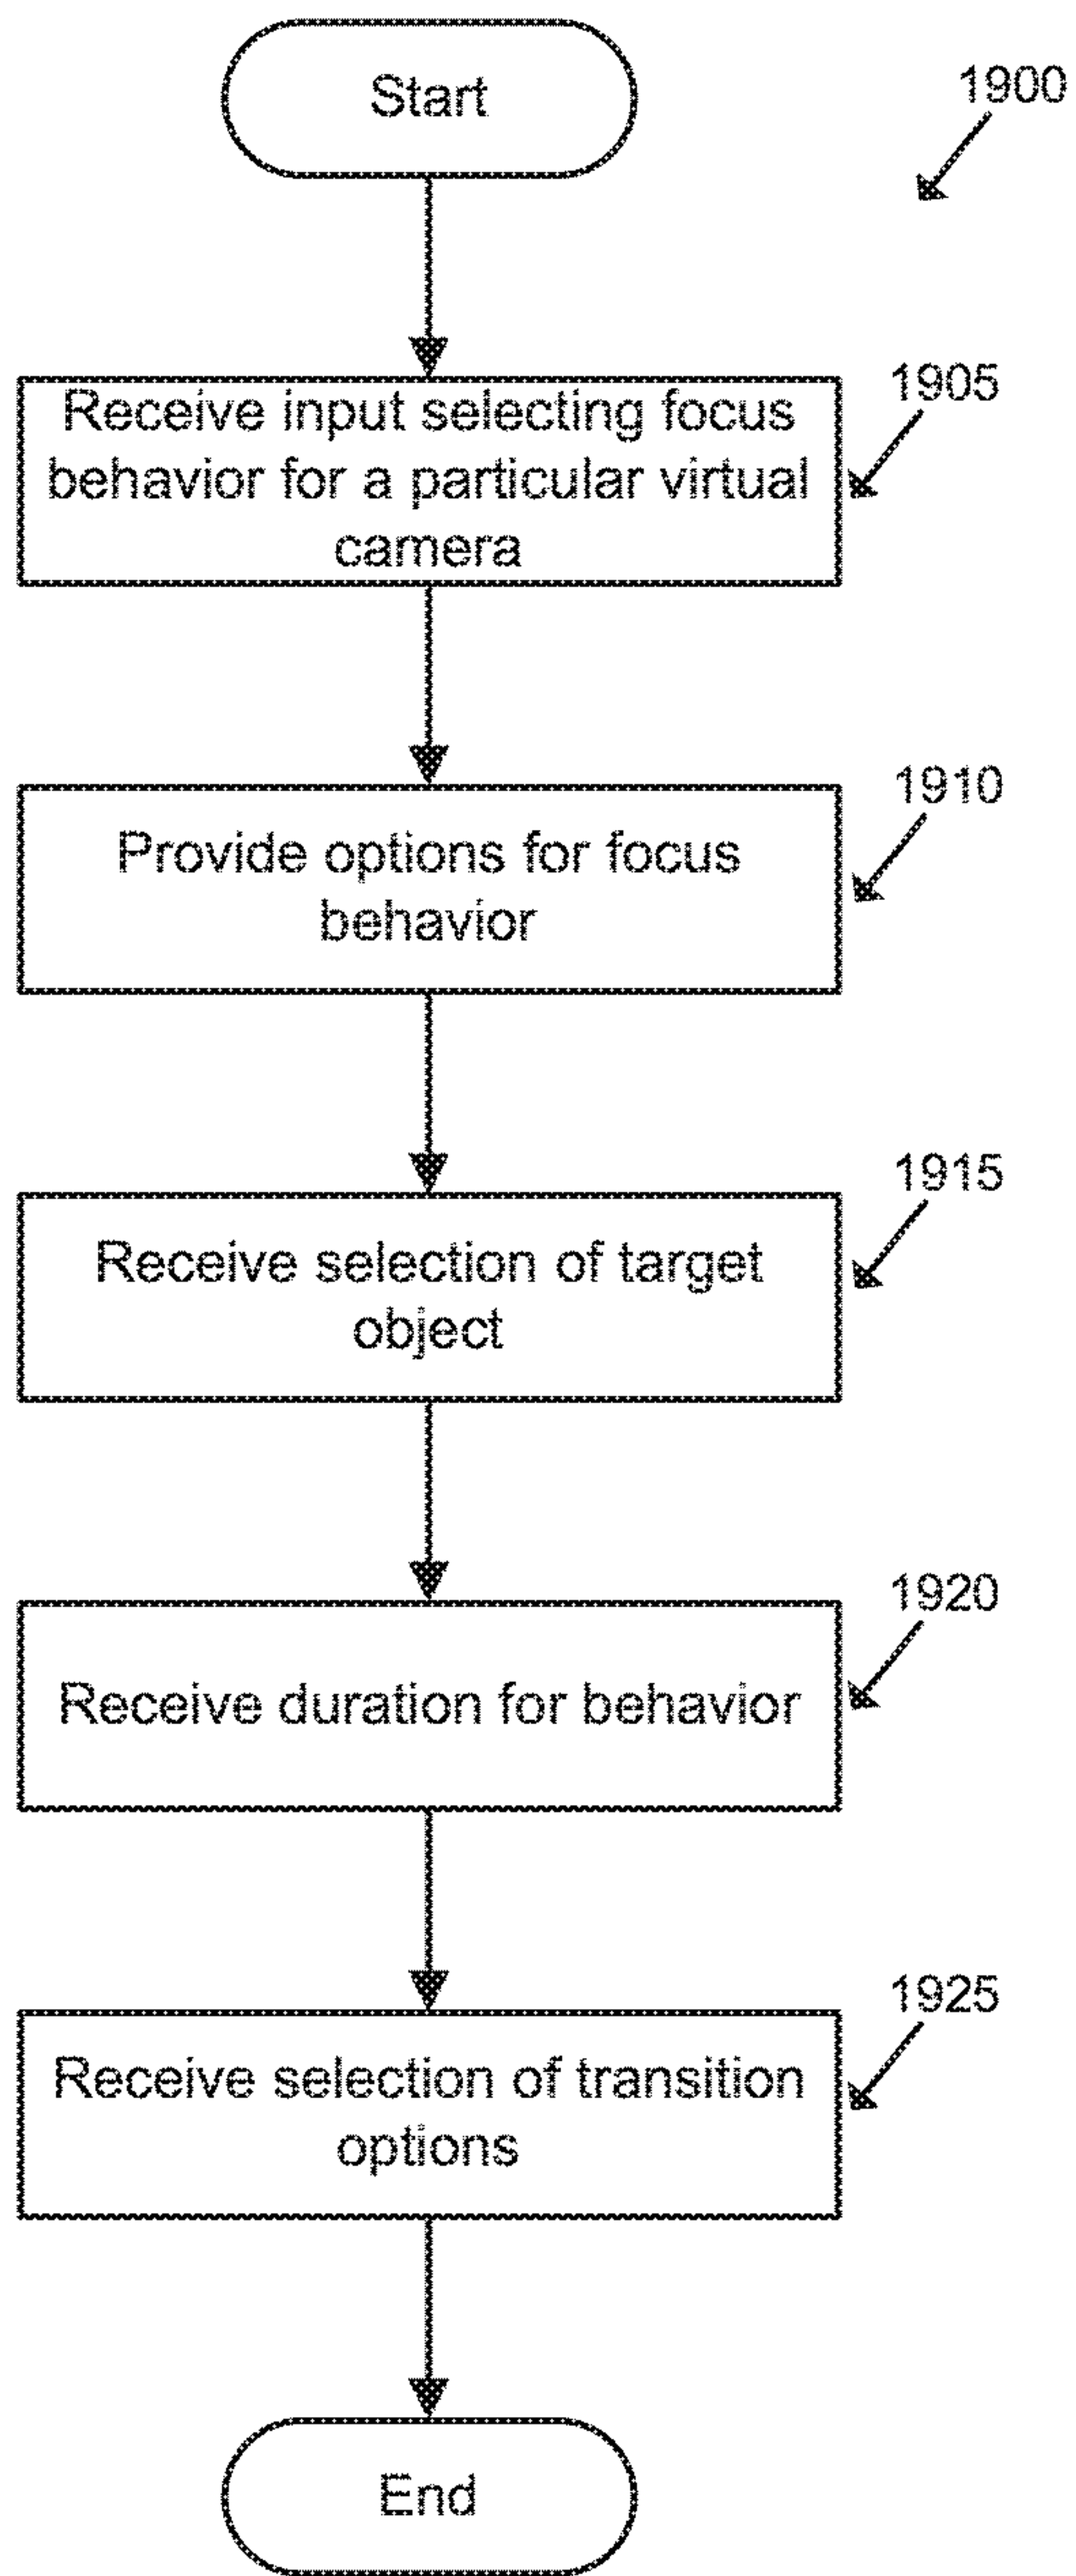 Start
1900
1905
Receive input selecting focus
behavior for a particular virtual
camera
1910
Provide options for focus
behavior
1915
Receive selection of target
object
1920
Receive duration for behavior
1925
Receive selection of transition
options
End